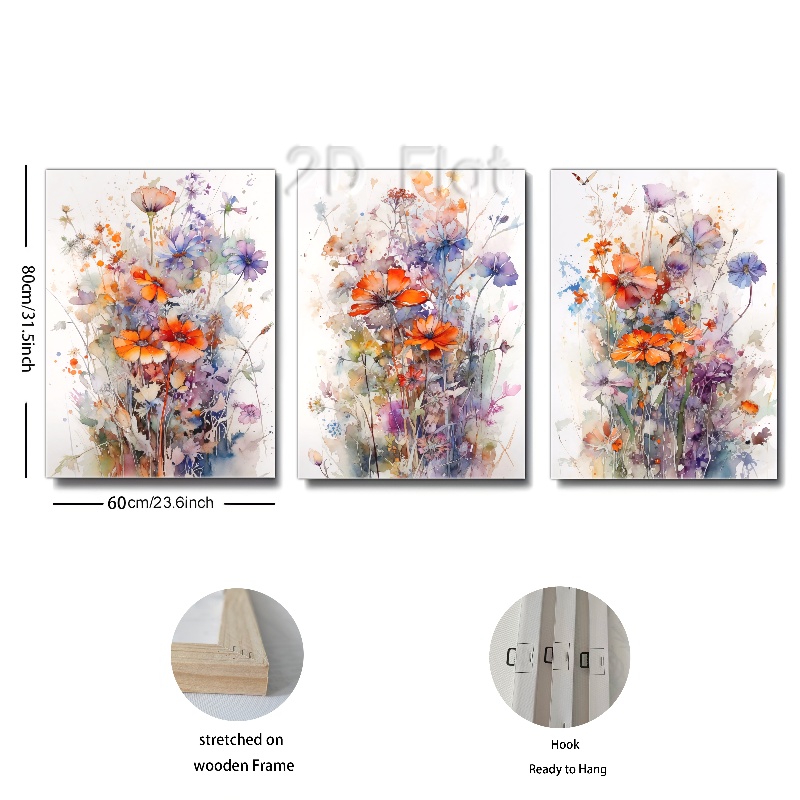 2D Flat
80cm/31.5inch
60cm/23.6inch
stretched on
wooden Frame
Hook
Ready to Hang